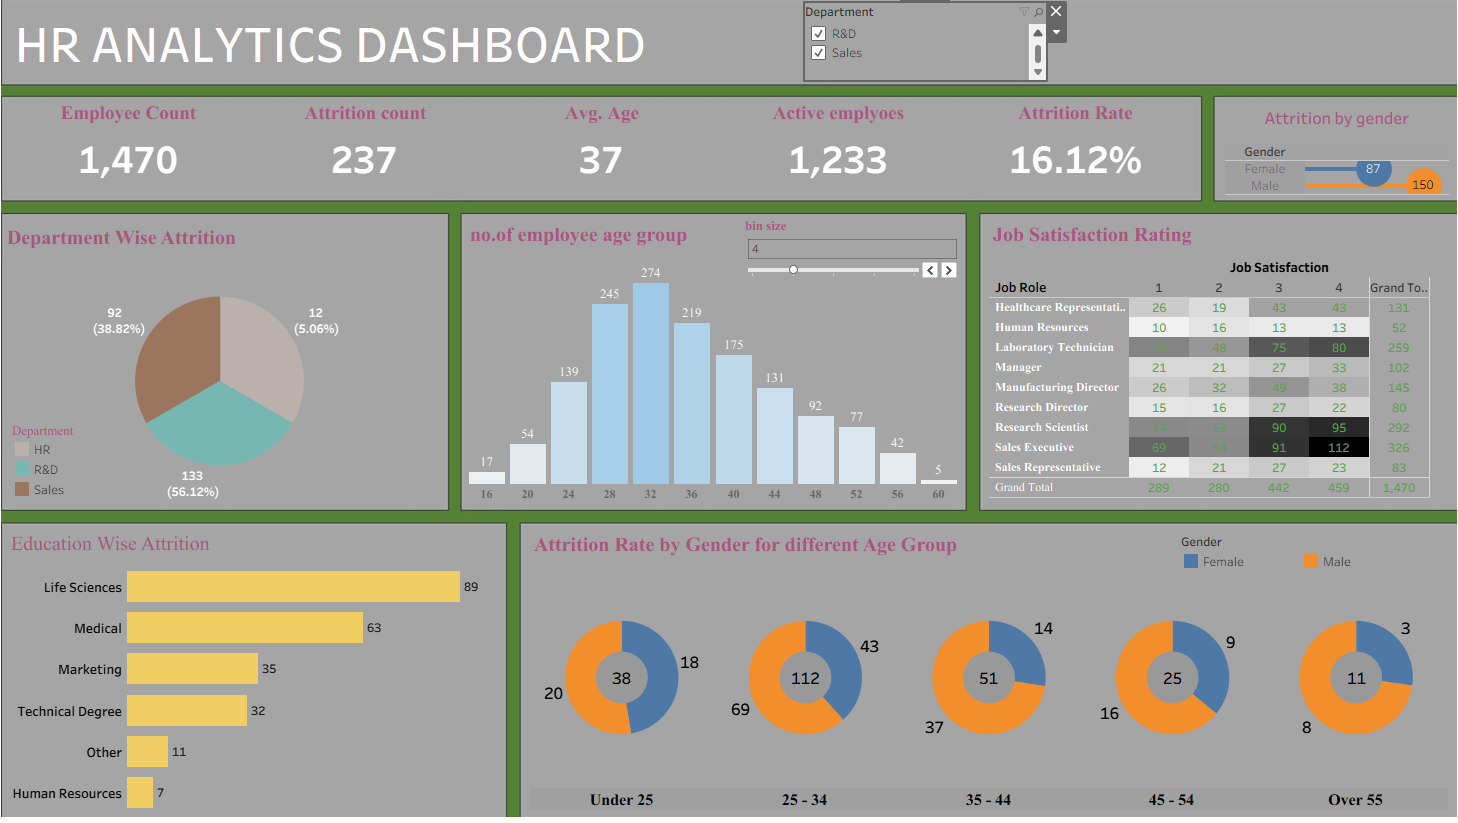 HR ANALYTICS DASHBOARD
Department
R&D
Sales
Employee Count
1,470
Attrition count
237
Avg. Age
37
Active emplyoes
1,233
Attrition Rate
16.12%
Attrition by gender
Gender
Female 87
Male 150
Department Wise Attrition
92
(38.82%)
12
(5.06%)
133
(56.12%)
Department
HR
R&D
Sales
no.of employee age group
bin size
4
17 54 139 245 274 219 175 131 92 77 42 5
16 20 24 28 32 36 40 44 48 52 56 60
Job Satisfaction Rating
Job Satisfaction
Job Role 1 2 3 4 Grand To..
Healthcare Representati.. 26 19 43 43 131
Human Resources 10 16 13 13 52
Laboratory Technician 48 75 80 259
Manager 21 21 27 33 102
Manufacturing Director 26 32 49 38 145
Research Director 15 16 27 22 80
Research Scientist 54 53 90 95 292
Sales Executive 69 54 91 112 326
Sales Representative 12 21 27 23 83
Grand Total 289 280 442 459 1,470
Education Wise Attrition
Life Sciences 89
Medical 63
Marketing 35
Technical Degree 32
Other 11
Human Resources 7
Attrition Rate by Gender for different Age Group
Gender
Female Male
18
38
20
43
112
69
14
51
37
9
25
16
3
11
8
Under 25 25 - 34 35 - 44 45 - 54 Over 55